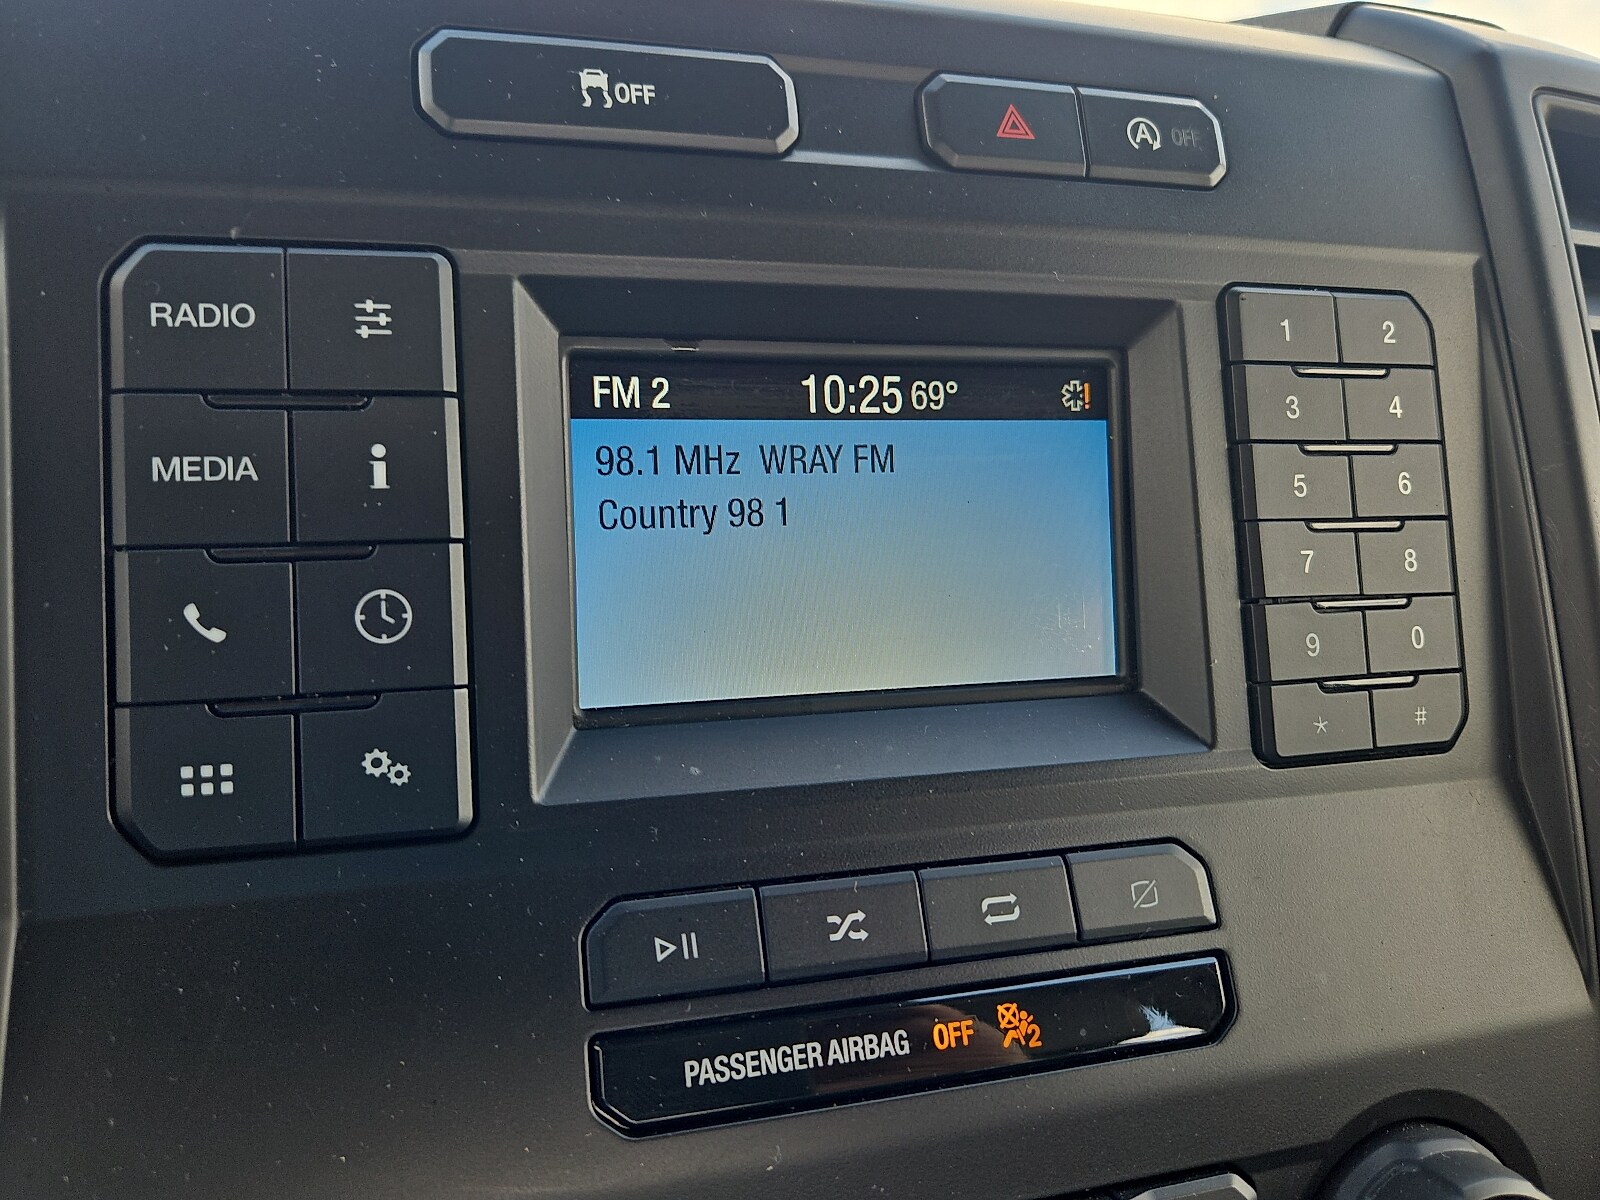 OFF
A OFF
RADIO
MEDIA
i
FM 2 10:25 69° !
98.1 MHz WRAY FM
Country 98 1
1 2
3 4
5 6
7 8
9 0
* #
PASSENGER AIRBAG OFF 2